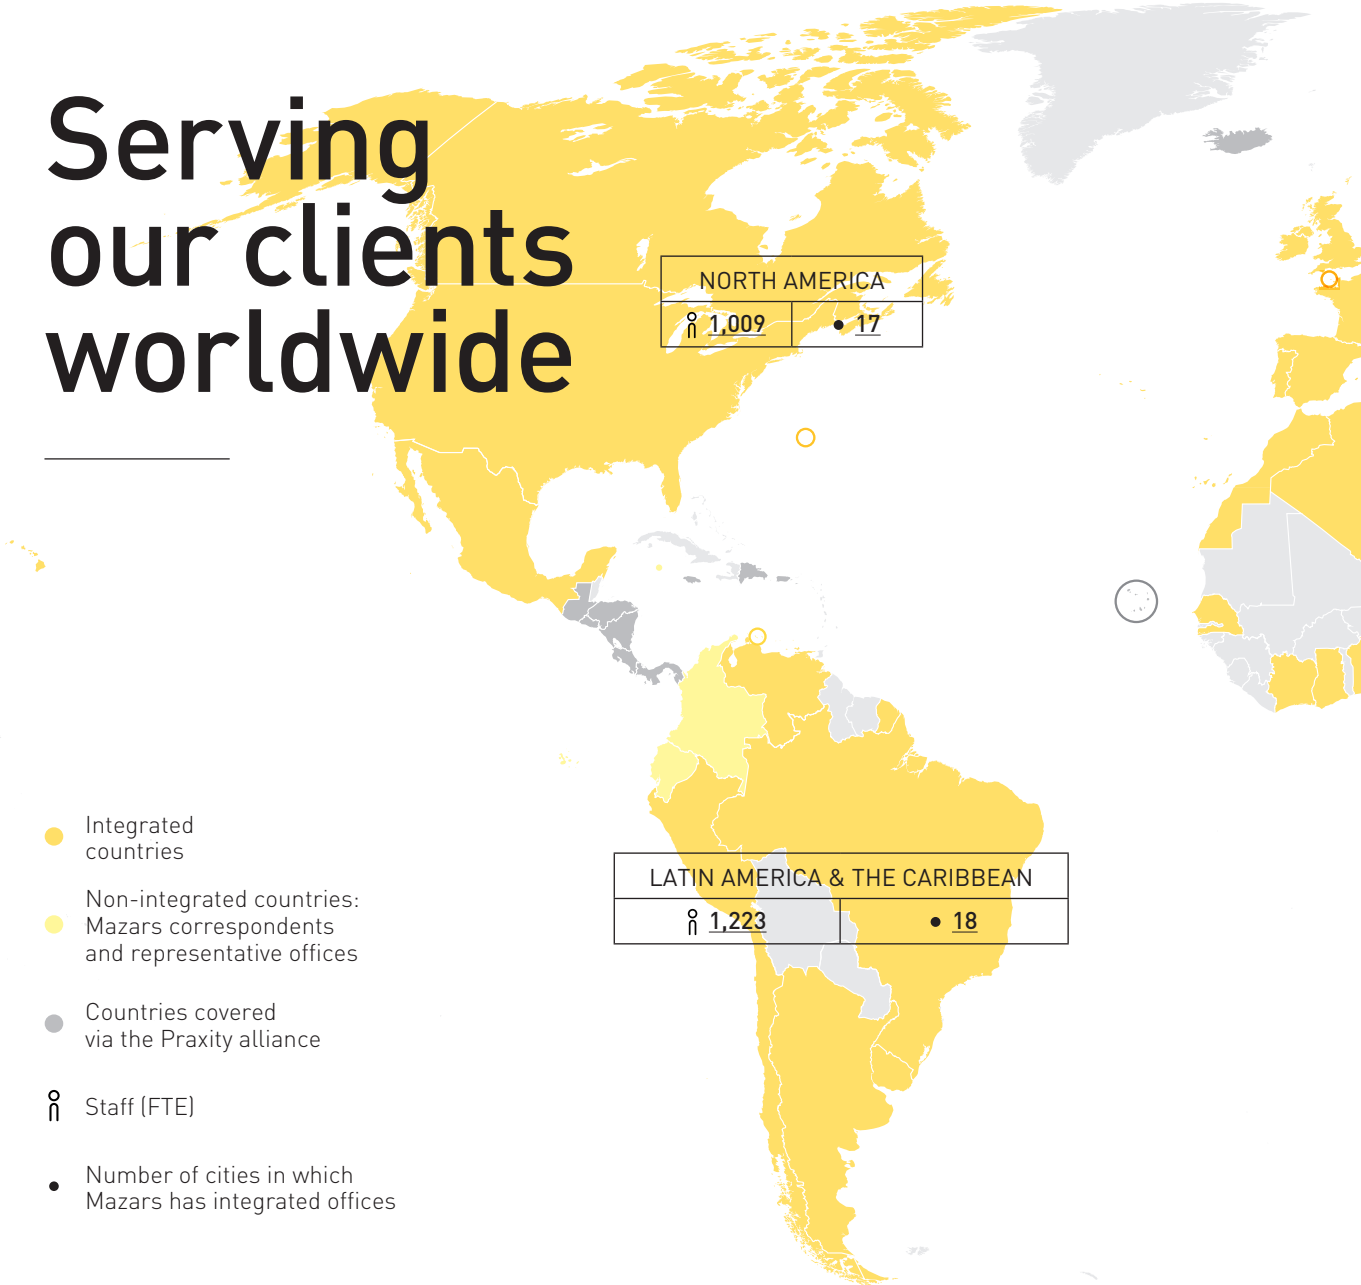 Serving
our clients
worldwide
NORTH AMERICA
1,009
17
LATIN AMERICA & THE CARIBBEAN
1,223
18
Integrated
countries
Non-integrated countries:
Mazars correspondents
and representative offices
Countries covered
via the Praxity alliance
Staff (FTE)
Number of cities in which
Mazars has integrated offices